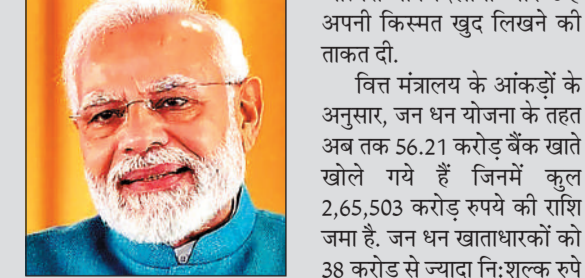 अपनी किस्मत खुद लिखने की
ताकत दी.
वित्त मंत्रालय के आंकड़ों के
अनुसार, जन धन योजना के तहत
अब तक 56.21 करोड़ बैंक खाते
खोले गये हैं जिनमें कुल
2,65,503 करोड़ रुपये की राशि
जमा है. जन धन खाताधारकों को
38 करोड़ से ज्यादा नि:शुल्क रुपे